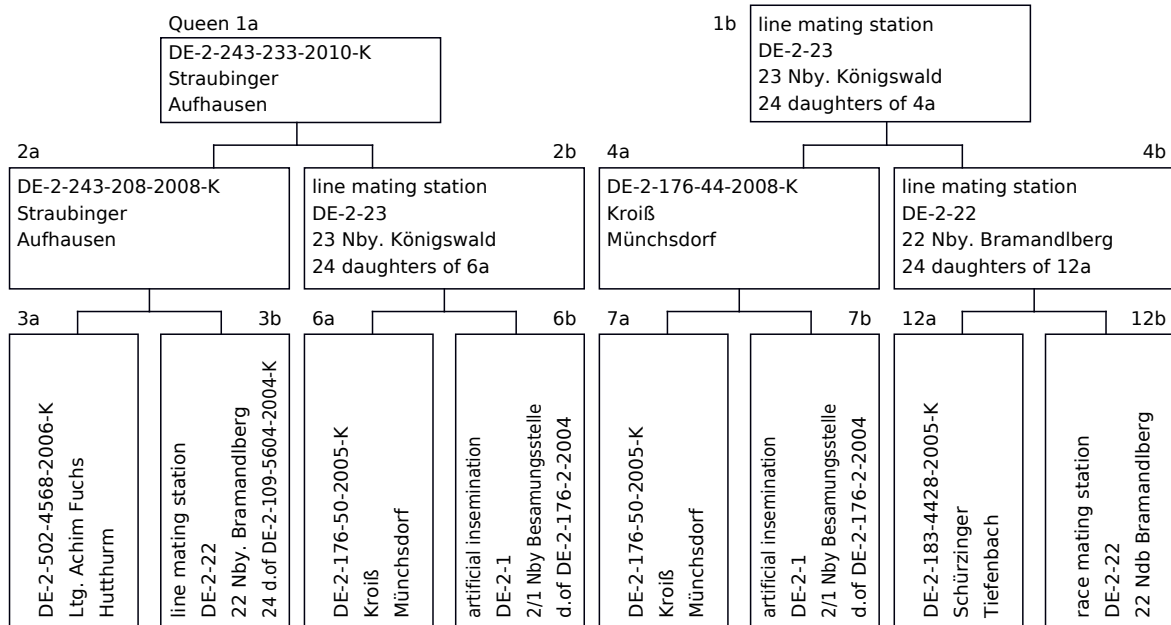 Queen 1a
DE-2-243-233-2010-K
Straubinger
Aufhausen
1b
line mating station
DE-2-23
23 Nby. Königswald
24 daughters of 4a
2a
DE-2-243-208-2008-K
Straubinger
Aufhausen
2b
line mating station
DE-2-23
23 Nby. Königswald
24 daughters of 6a
4a
DE-2-176-44-2008-K
Kroiß
Münchsdorf
4b
line mating station
DE-2-22
22 Nby. Bramandlberg
24 daughters of 12a
3a
DE-2-502-4568-2006-K
Ltg. Achim Fuchs
Hutthurm
3b
line mating station
DE-2-22
22 Nby. Bramandlberg
24 d.of DE-2-109-5604-2004-K
6a
DE-2-176-50-2005-K
Kroiß
Münchsdorf
6b
artificial insemination
DE-2-1
2/1 Nby Besamungsstelle
d.of DE-2-176-2-2004
7a
DE-2-176-50-2005-K
Kroiß
Münchsdorf
7b
artificial insemination
DE-2-1
2/1 Nby Besamungsstelle
d.of DE-2-176-2-2004
12a
DE-2-183-4428-2005-K
Schürzinger
Tiefenbach
12b
race mating station
DE-2-22
22 Ndb Bramandlberg